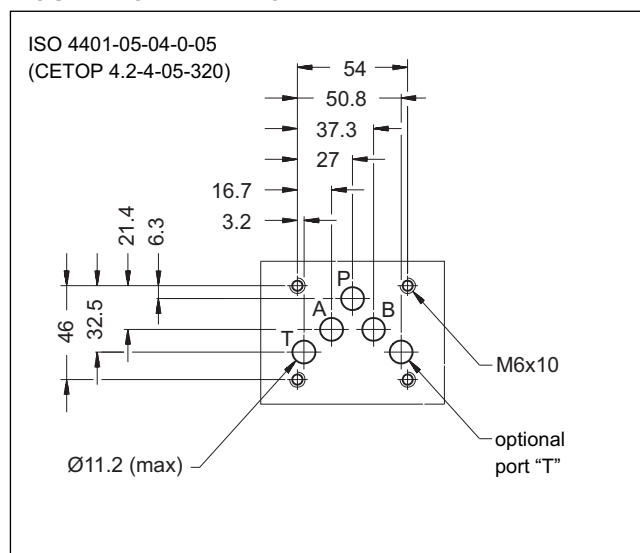 ISO 4401-05-04-0-05
(CETOP 4.2-4-05-320)
54
50.8
37.3
27
16.7
3.2
21.4
6.3
46
32.5
P
A
B
T
M6x10
Ø11.2 (max)
optional
port “T”